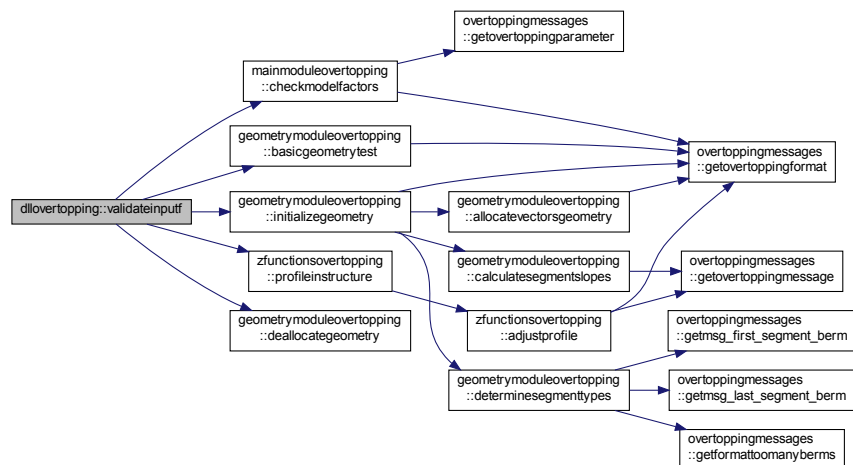 overtoppingmessages
::getovertoppingparameter
mainmoduleovertopping
::checkmodelfactors
geometrymoduleovertopping
::basicgeometrytest
overtoppingmessages
::getovertoppingformat
dllovertopping::validateinputf
geometrymoduleovertopping
::initializegeometry
geometrymoduleovertopping
::allocatevectorsgeometry
zfunctionsovertopping
::profileinstructure
geometrymoduleovertopping
::calculatesegmentslopes
overtoppingmessages
::getovertoppingmessage
geometrymoduleovertopping
::deallocategeometry
zfunctionsovertopping
::adjustprofile
overtoppingmessages
::getmsg_first_segment_berm
geometrymoduleovertopping
::determinesegmenttypes
overtoppingmessages
::getmsg_last_segment_berm
overtoppingmessages
::getformattoomanyberms